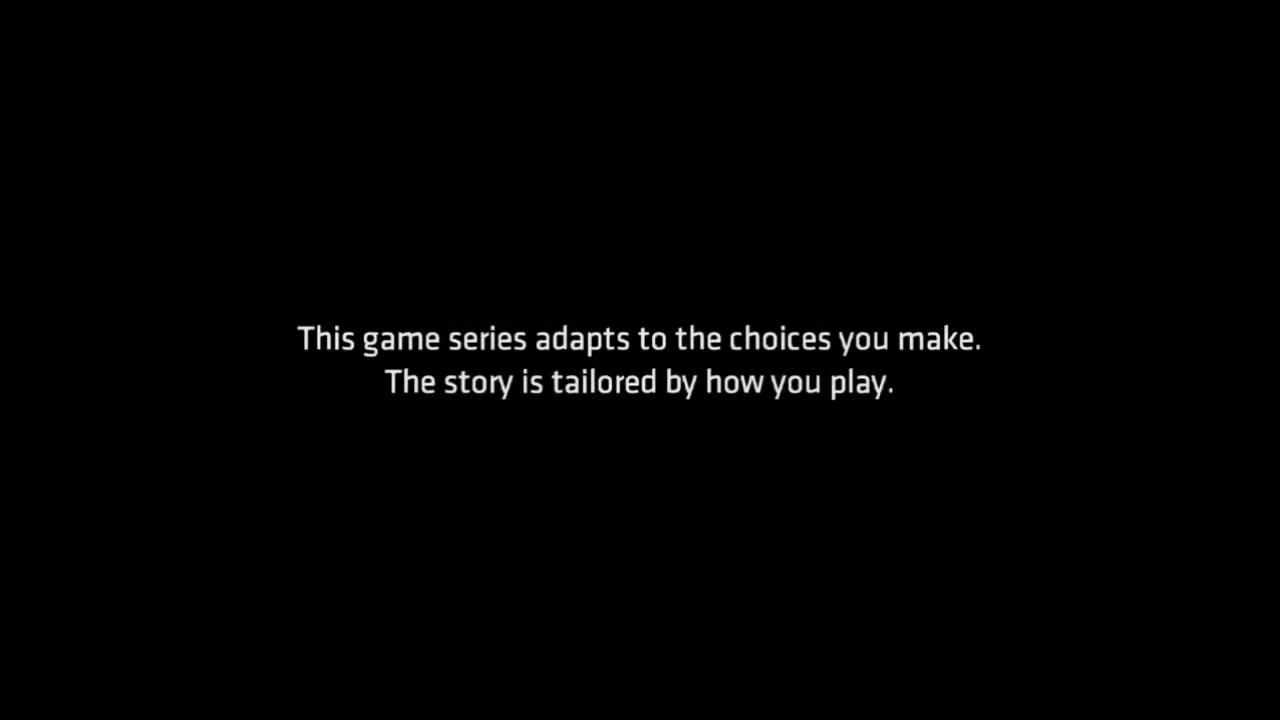 This game series adapts to the choices you make.
The story is tailored by how you play.